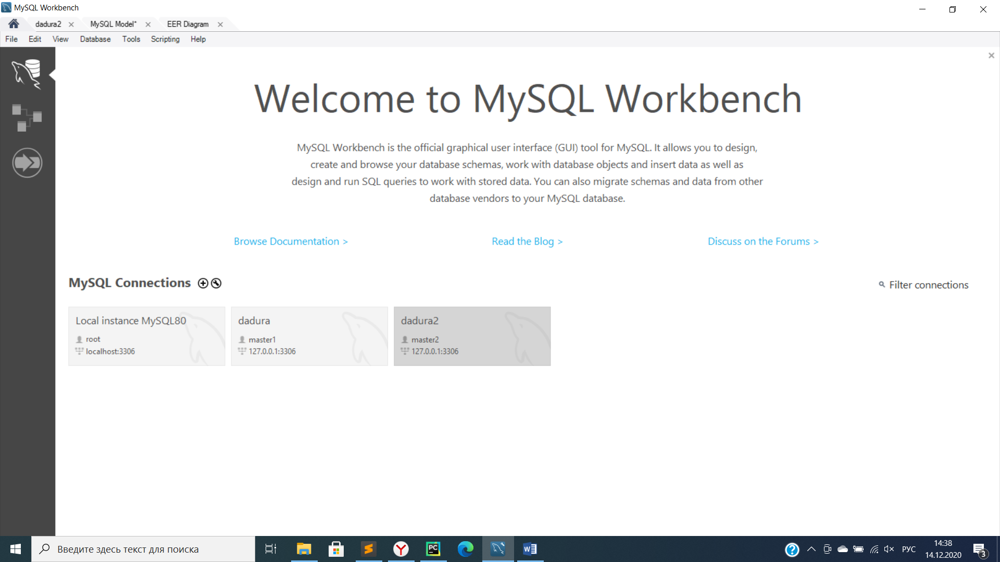 MySQL Workbench
dadura2
MySQL Model*
EER Diagram
File Edit View Database Tools Scripting Help
Welcome to MySQL Workbench
MySQL Workbench is the official graphical user interface (GUI) tool for MySQL. It allows you to design,
create and browse your database schemas, work with database objects and insert data as well as
design and run SQL queries to work with stored data. You can also migrate schemas and data from other
database vendors to your MySQL database.
Browse Documentation >
Read the Blog >
Discuss on the Forums >
MySQL Connections
Filter connections
Local instance MySQL80
root
localhost:3306
dadura
master1
127.0.0.1:3306
dadura2
master2
127.0.0.1:3306
Введите здесь текст для поиска
PC
РУС
14:38
14.12.2020
3